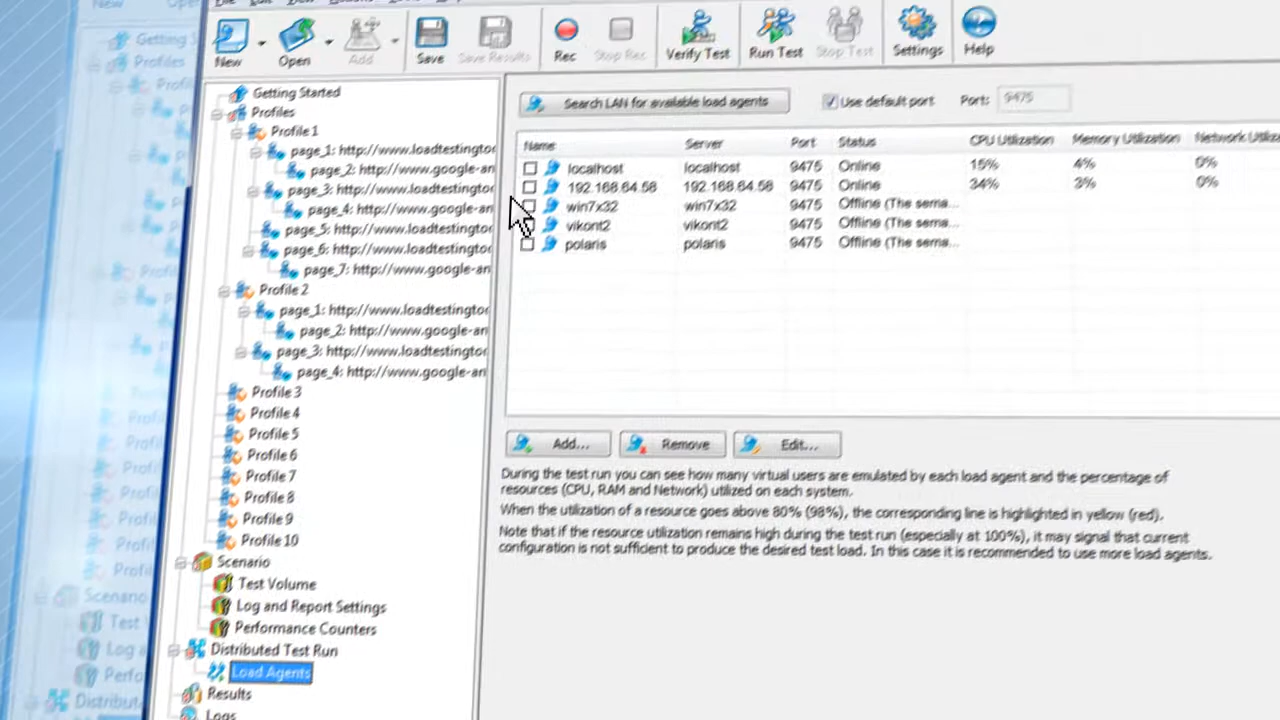 New
Open
Add
Save
Save Results
Rec
Stop Rec
Verify Test
Run Test
Stop Test
Settings
Help
Getting Started
Profiles
Profile 1
page_1: http://www.loadtestingtoo
page_2: http://www.google-an
page_3: http://www.loadtestingtoo
page_4: http://www.google-an
page_5: http://www.loadtestingtoo
page_6: http://www.loadtestingtoo
page_7: http://www.google-an
Profile 2
page_1: http://www.loadtestingtoo
page_2: http://www.google-an
page_3: http://www.loadtestingtoo
page_4: http://www.google-an
Profile 3
Profile 4
Profile 5
Profile 6
Profile 7
Profile 8
Profile 9
Profile 10
Scenario
Test Volume
Log and Report Settings
Performance Counters
Distributed Test Run
Load Agents
Results
Logs
Search LAN for available load agents
Use default port
Port: 9475
Name Server Port Status CPU Utilization Memory Utilization Network Utiliza
localhost localhost 9475 Online 15% 4% 0%
192.168.64.58 192.168.64.58 9475 Online 34% 3% 0%
win7x32 win7x32 9475 Offline (The sema...
vikont2 vikont2 9475 Offline (The sema...
polaris polaris 9475 Offline (The sema...
Add... Remove Edit...
During the test run you can see how many virtual users are emulated by each load agent and the percentage of
resources (CPU, RAM and Network) utilized on each system.
When the utilization of a resource goes above 80% (98%), the corresponding line is highlighted in yellow (red).
Note that if the resource utilization remains high during the test run (especially at 100%), it may signal that current
configuration is not sufficient to produce the desired test load. In this case it is recommended to use more load agents.